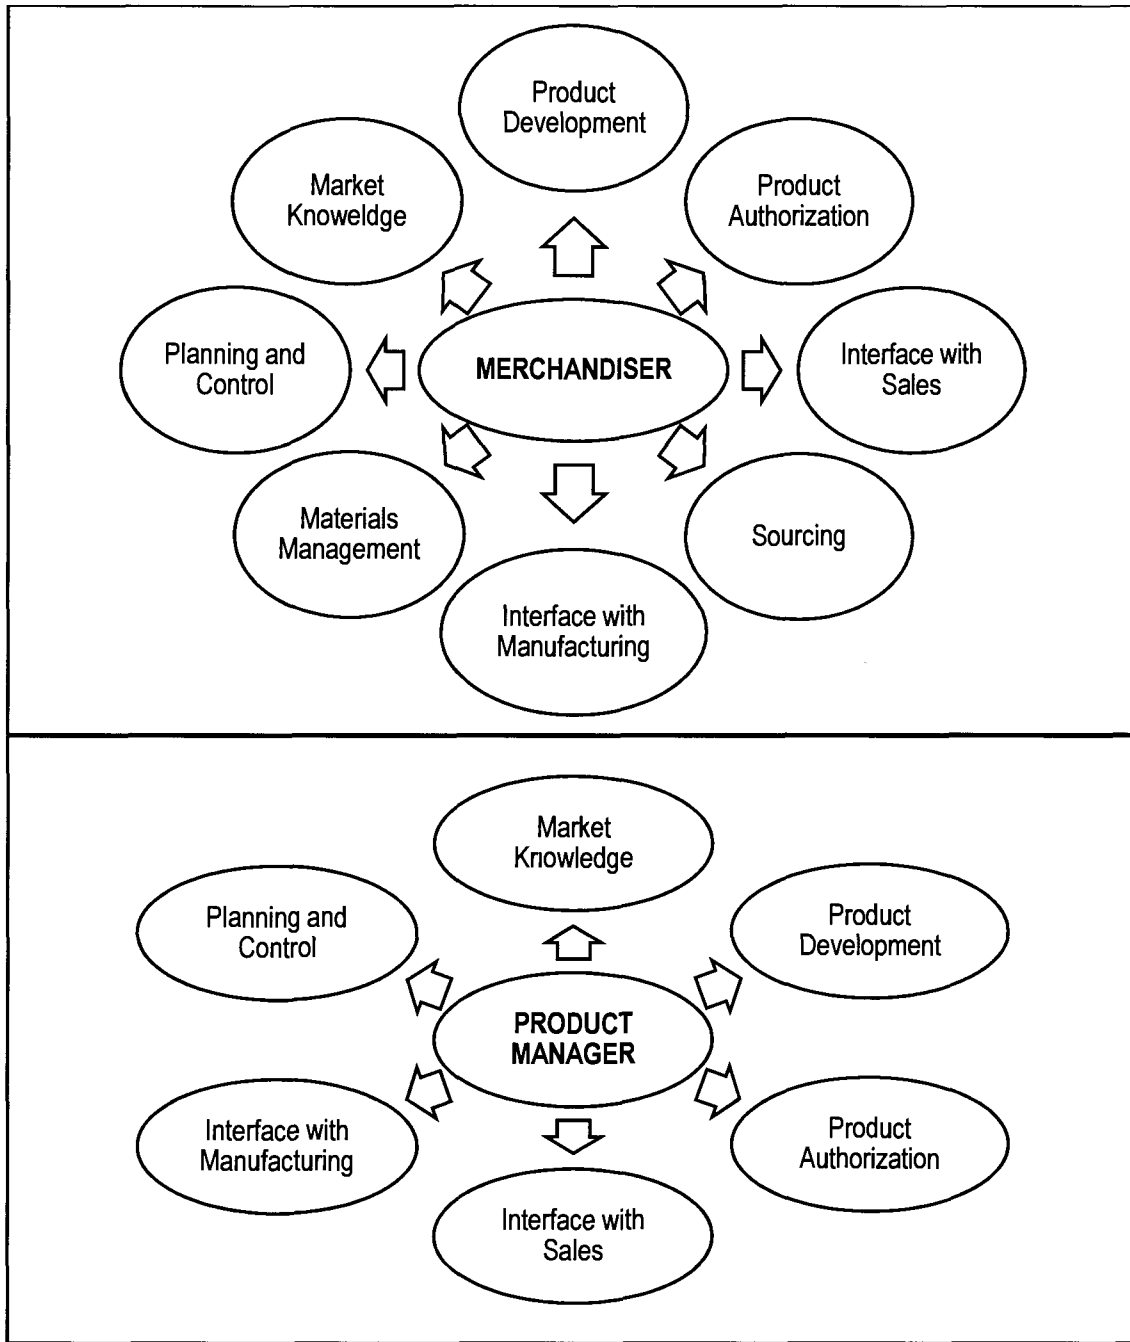 Product
Development
Market
Knoweldge
Product
Authorization
Planning and
Control
MERCHANDISER
Interface with
Sales
Materials
Management
Sourcing
Interface with
Manufacturing
Market
Knowledge
Planning and
Control
Product
Development
PRODUCT
MANAGER
Interface with
Manufacturing
Product
Authorization
Interface with
Sales